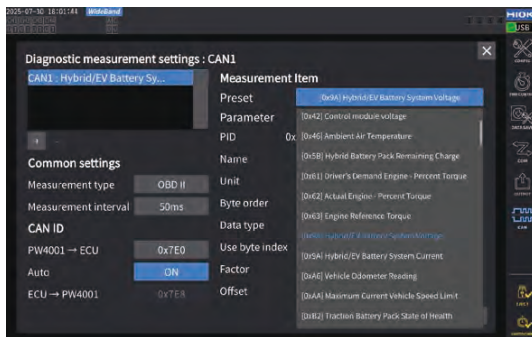 2025-07-10 18:01:44 WideBand
HIOKI
USB
Diagnostic measurement settings : CAN1
CAN1 : Hybrid/EV Battery Sy...
Measurement Item
Preset
[0x9A] Hybrid/EV Battery System Voltage
Parameter
[0x42] Control module voltage
PID 0x
[0x46] Ambient Air Temperature
Common settings
Name
[0x5B] Hybrid Battery Pack Remaining Charge
Measurement type
OBD II
Unit
[0x61] Driver's Demand Engine - Percent Torque
[0x62] Actual Engine - Percent Torque
Measurement interval
50ms
Byte order
[0x63] Engine Reference Torque
CAN ID
Data type
[0x9A] Hybrid/EV Battery System Voltage
PW4001 → ECU
0x7E0
Use byte index
[0x9A] Hybrid/EV Battery System Current
Auto
ON
Factor
[0xA6] Vehicle Odometer Reading
[0xAA] Maximum Current Vehicle Speed Limit
ECU → PW4001
0x7E8
Offset
[0xB2] Traction Battery Pack State of Health
CAN